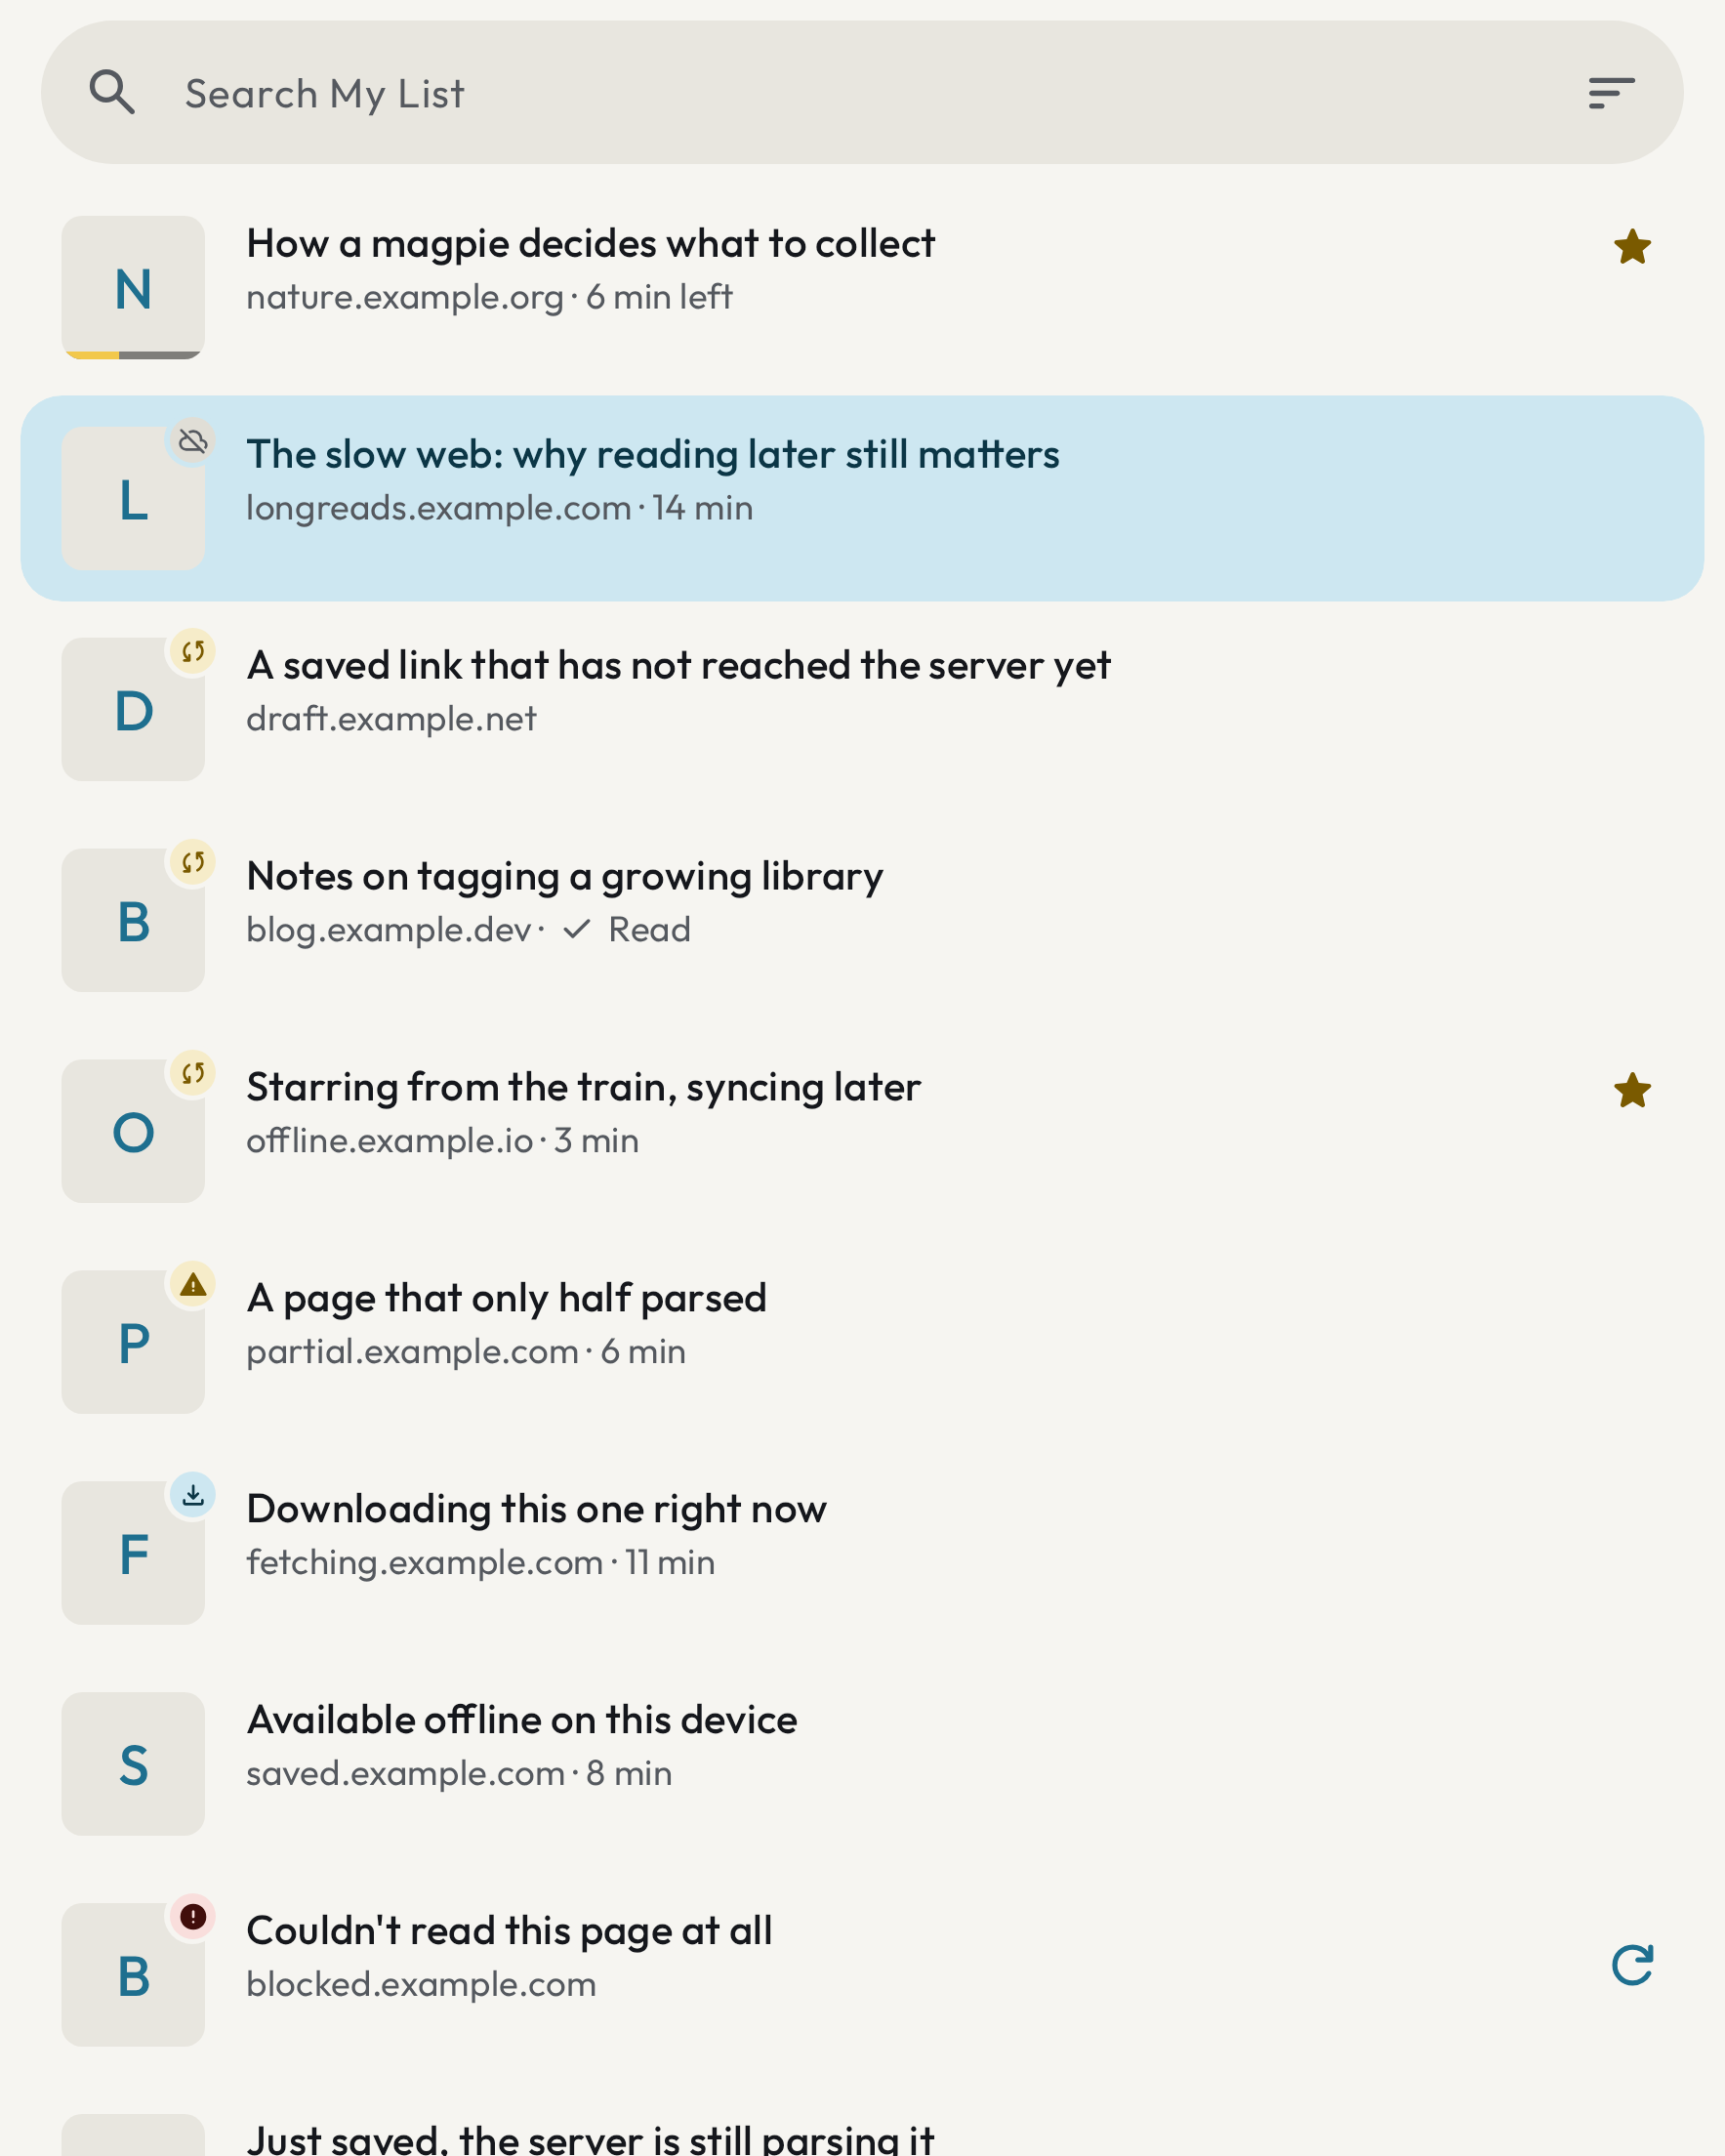 Search My List
N
How a magpie decides what to collect
nature.example.org · 6 min left
L
The slow web: why reading later still matters
longreads.example.com · 14 min
D
A saved link that has not reached the server yet
draft.example.net
B
Notes on tagging a growing library
blog.example.dev · ✓ Read
O
Starring from the train, syncing later
offline.example.io · 3 min
P
A page that only half parsed
partial.example.com · 6 min
F
Downloading this one right now
fetching.example.com · 11 min
S
Available offline on this device
saved.example.com · 8 min
B
Couldn't read this page at all
blocked.example.com
Just saved, the server is still parsing it